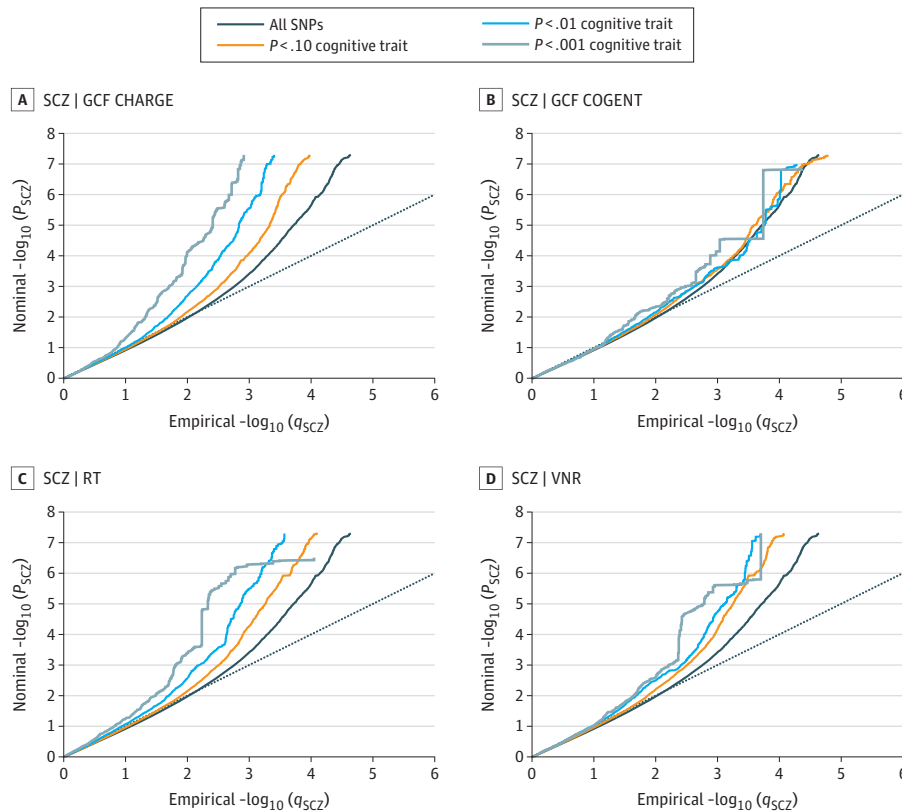 All SNPs
P < .10 cognitive trait
P < .01 cognitive trait
P < .001 cognitive trait
A SCZ | GCF CHARGE
8
7
6
5
4
3
2
1
0
Nominal -log10 (PSCZ)
0 1 2 3 4 5 6
Empirical -log10 (qSCZ)
B SCZ | GCF COGENT
8
7
6
5
4
3
2
1
0
Nominal -log10 (PSCZ)
0 1 2 3 4 5 6
Empirical -log10 (qSCZ)
C SCZ | RT
8
7
6
5
4
3
2
1
0
Nominal -log10 (PSCZ)
0 1 2 3 4 5 6
Empirical -log10 (qSCZ)
D SCZ | VNR
8
7
6
5
4
3
2
1
0
Nominal -log10 (PSCZ)
0 1 2 3 4 5 6
Empirical -log10 (qSCZ)